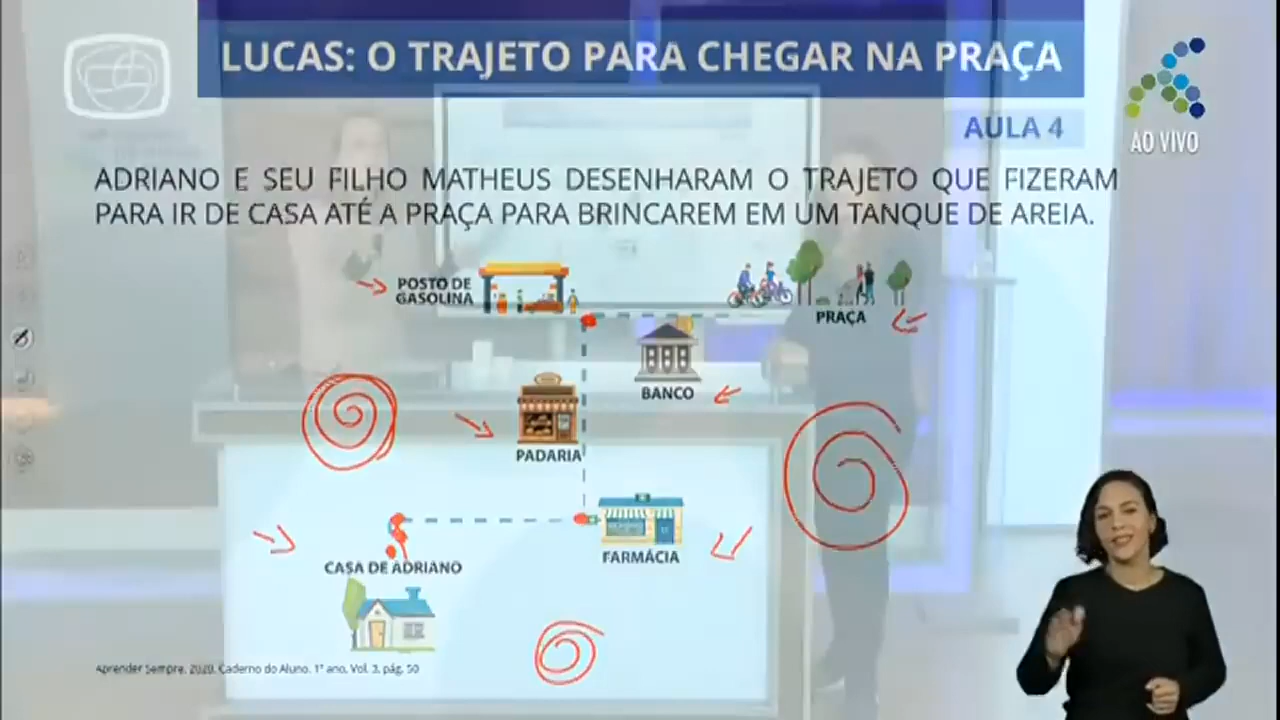 LUCAS: O TRAJETO PARA CHEGAR NA PRAÇA
AO VIVO
AULA 4
ADRIANO E SEU FILHO MATHEUS DESENHARAM O TRAJETO QUE FIZERAM
PARA IR DE CASA ATÉ A PRAÇA PARA BRINCAREM EM UM TANQUE DE AREIA.
POSTO DE
GASOLINA
PRAÇA
BANCO
PADARIA
FARMÁCIA
CASA DE ADRIANO
Aprender Sempre, 2020. Caderno do Aluno. 1° ano, Vol. 3, pág. 50